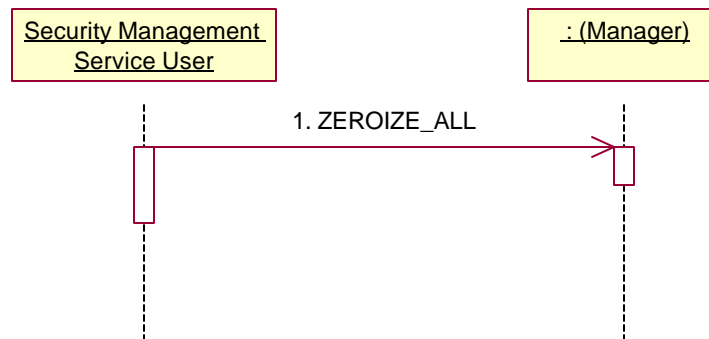 Security Management
Service User
: (Manager)
1. ZEROIZE_ALL